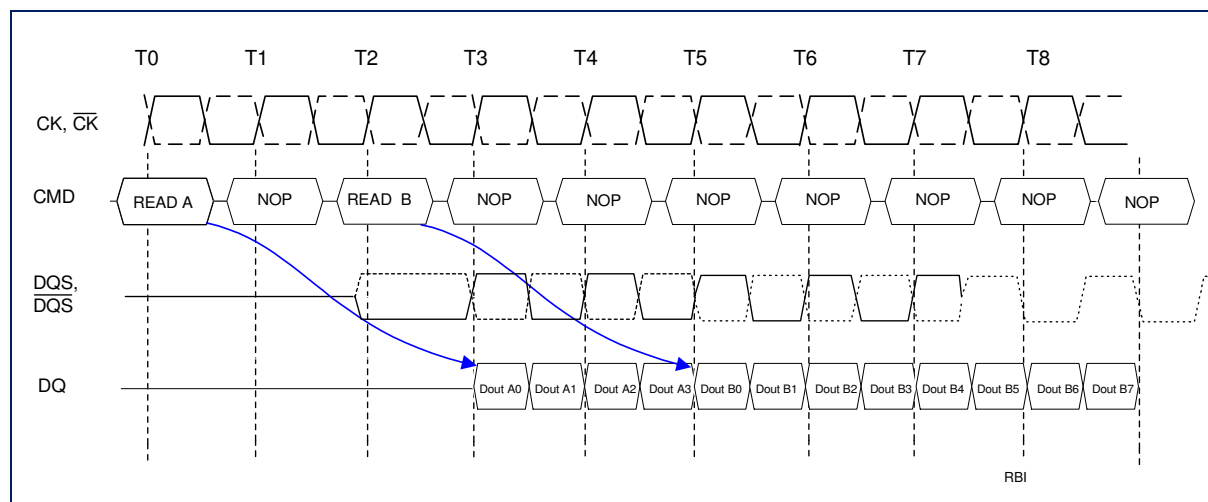 T0 T1 T2 T3 T4 T5 T6 T7 T8
CK, C̅K̅
CMD READ A NOP READ B NOP NOP NOP NOP NOP NOP NOP
DQS,
D̅Q̅S̅
DQ Dout A0 Dout A1 Dout A2 Dout A3 Dout B0 Dout B1 Dout B2 Dout B3 Dout B4 Dout B5 Dout B6 Dout B7
RBI